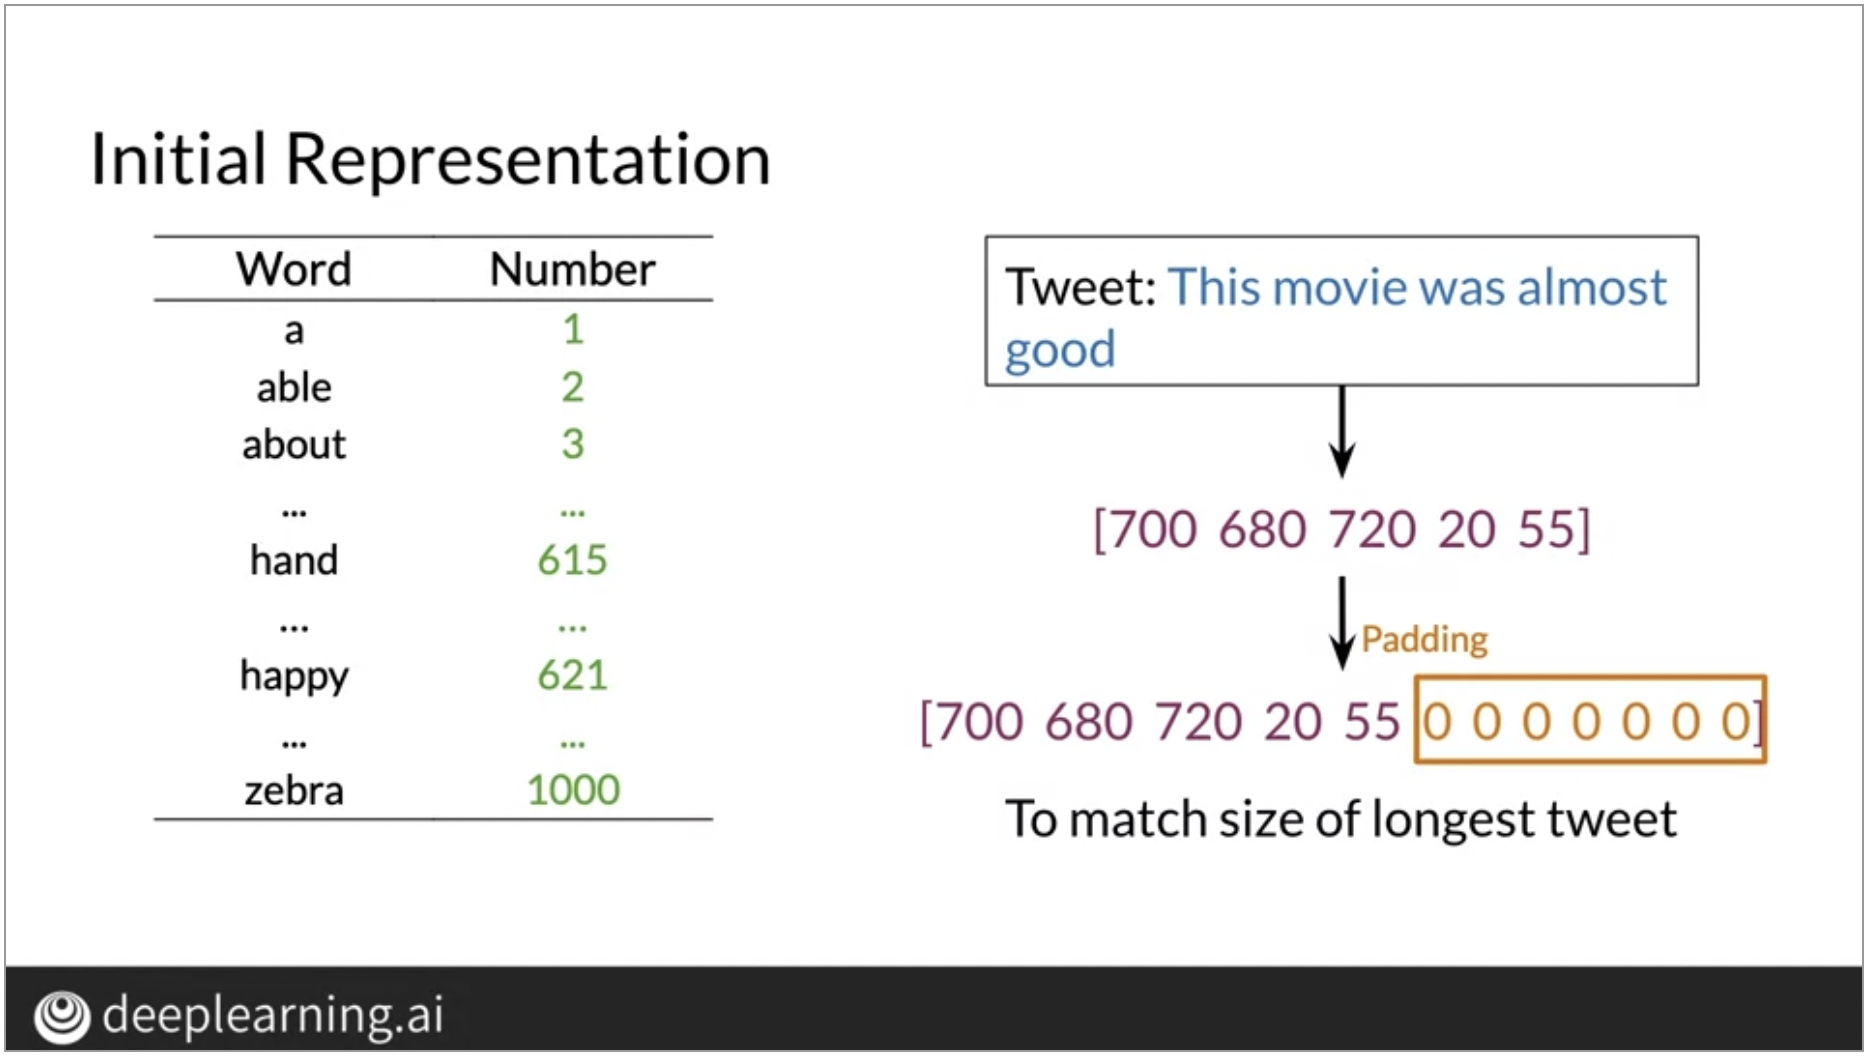 Initial Representation
Word Number
a 1
able 2
about 3
... ...
hand 615
... ...
happy 621
... ...
zebra 1000
Tweet: This movie was almost
good
[700 680 720 20 55]
Padding
[700 680 720 20 55 0 0 0 0 0 0 0]
To match size of longest tweet
deeplearning.ai